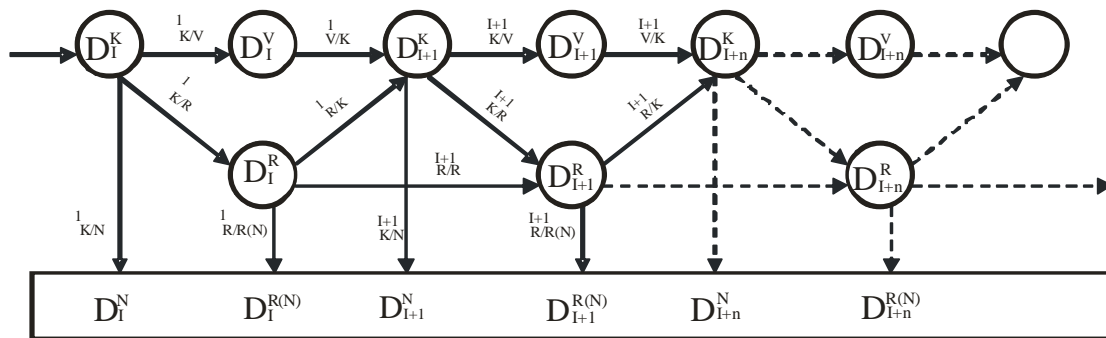 1 K/V 1 V/K I+1 K/V I+1 V/K
D_I^K D_I^V D_{I+1}^K D_{I+1}^V D_{I+n}^K D_{I+n}^V
1 K/R 1 R/K I+1 K/R I+1 R/K
D_I^R I+1 R/R D_{I+1}^R D_{I+n}^R
1 K/N 1 R/R(N) I+1 K/N I+1 R/R(N)
D_I^N D_I^{R(N)} D_{I+1}^N D_{I+1}^{R(N)} D_{I+n}^N D_{I+n}^{R(N)}